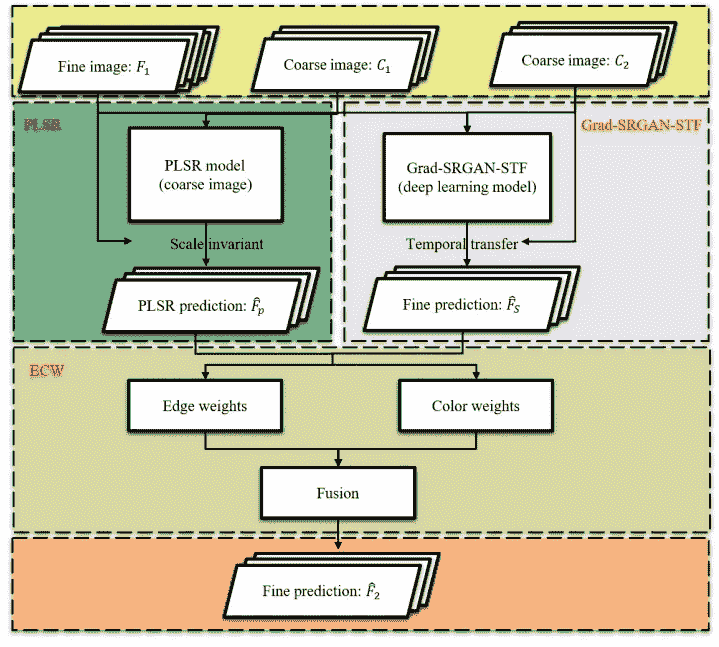 Fine image: F₁
Coarse image: C₁
Coarse image: C₂
PLSR
Grad-SRGAN-STF
PLSR model
(coarse image)
Grad-SRGAN-STF
(deep learning model)
Scale invariant
Temporal transfer
PLSR prediction: F̂ₚ
Fine prediction: F̂_S
ECW
Edge weights
Color weights
Fusion
Fine prediction: F̂₂